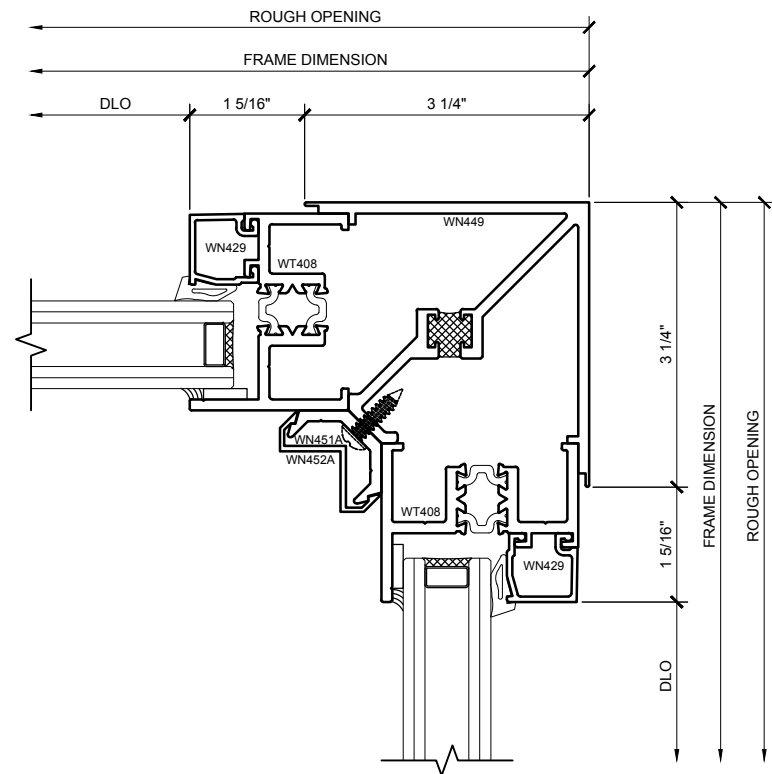 ROUGH OPENING
FRAME DIMENSION
DLO
1 5/16"
3 1/4"
WN449
WN429
WT408
3 1/4"
FRAME DIMENSION
ROUGH OPENING
WN451A
WN452A
WT408
1 5/16"
WN429
DLO